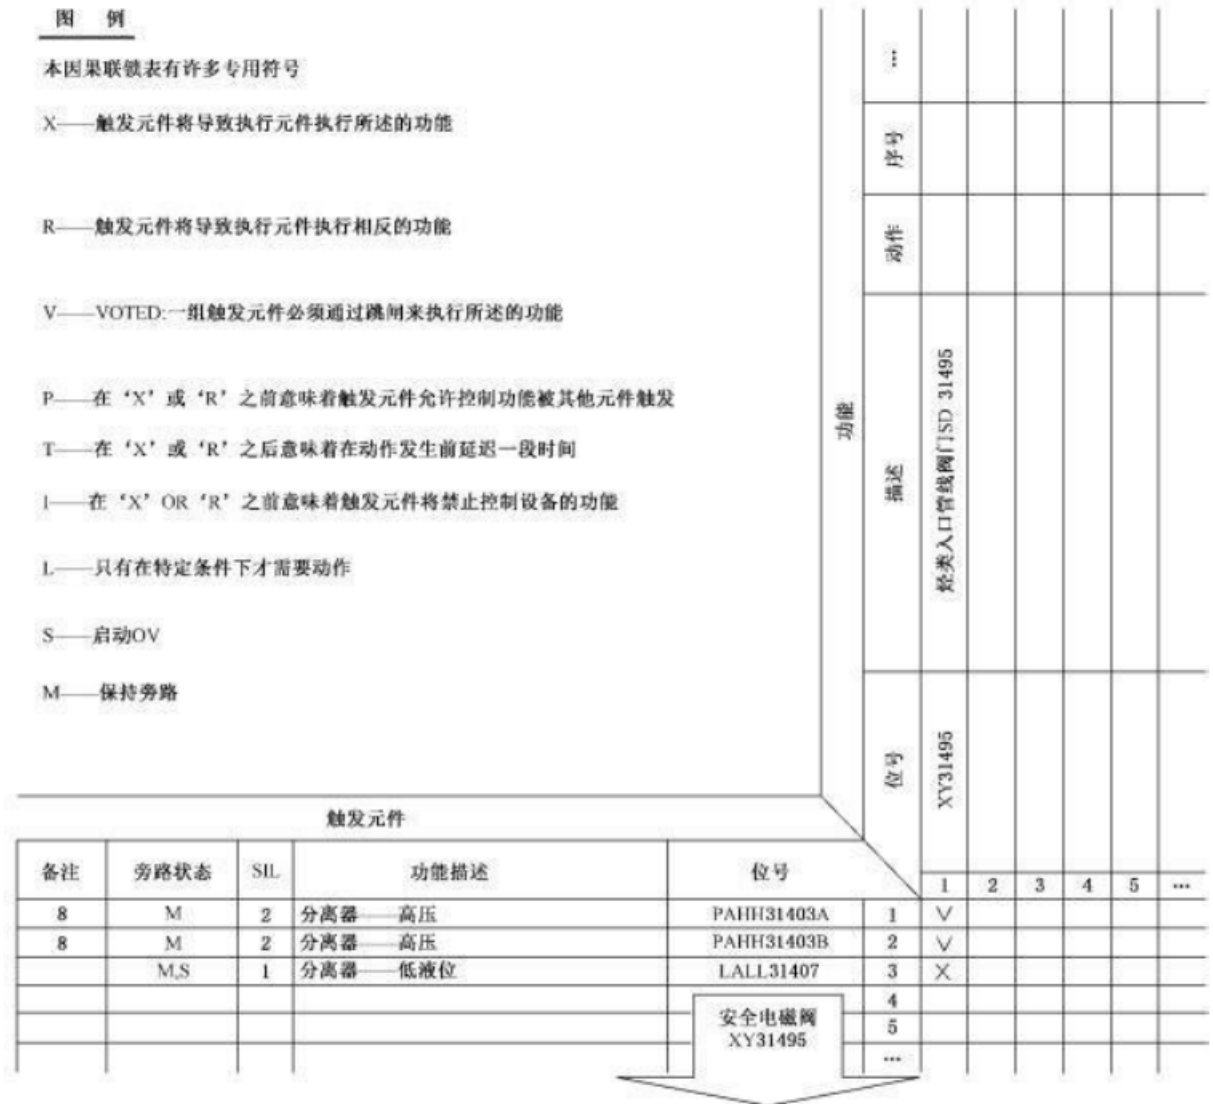 图 例
本因果联锁表有许多专用符号
X——触发元件将导致执行元件执行所述的功能
R——触发元件将导致执行元件执行相反的功能
V——VOTED:一组触发元件必须通过跳闸来执行所述的功能
P——在‘X’或‘R’之前意味着触发元件允许控制功能被其他元件触发
T——在‘X’或‘R’之后意味着在动作发生前延迟一段时间
I——在‘X’OR‘R’之前意味着触发元件将禁止控制设备的功能
L——只有在特定条件下才需要动作
S——启动OV
M——保持旁路
功能
...
序号
动作
描述
烃类入口管线阀门ISD 31495
位号
XY31495
触发元件
备注 旁路状态 SIL 功能描述 位号
1 2 3 4 5 ...
8 M 2 分离器——高压 PAHH31403A 1 V
8 M 2 分离器——高压 PAHH31403B 2 V
M,S 1 分离器——低液位 LALL31407 3 X
4
5
...
安全电磁阀
XY31495